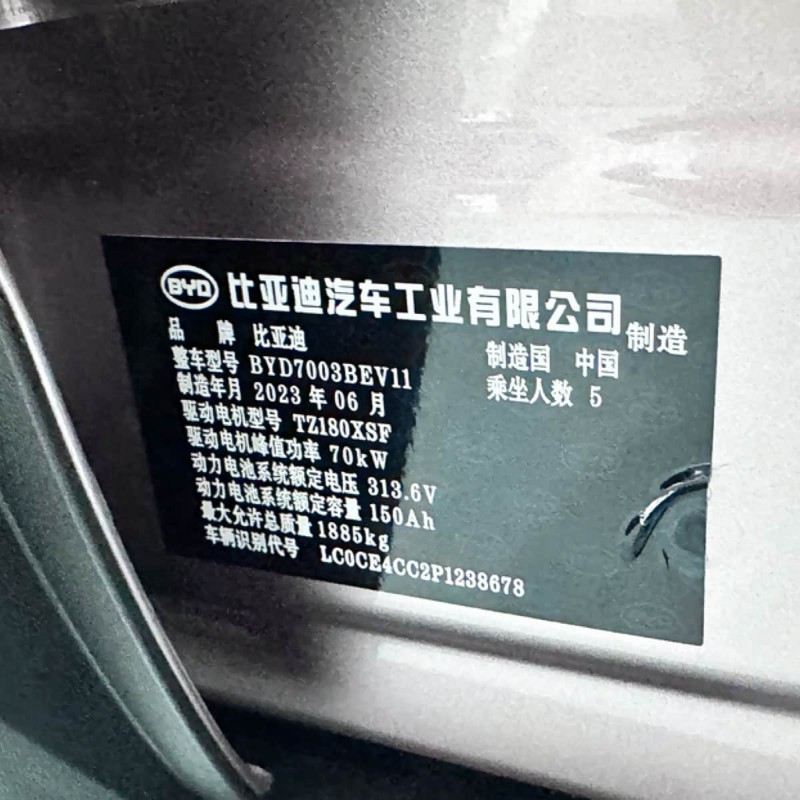 BYD 比亚迪汽车工业有限公司 制造
品 牌 比亚迪
制造国 中国
整车型号 BYD7003BEV11
乘坐人数 5
制造年月 2023 年 06 月
驱动电机型号 TZ180XSF
驱动电机峰值功率 70kW
动力电池系统额定电压 313.6V
动力电池系统额定容量 150Ah
最大允许总质量 1885kg
车辆识别代号 LC0CE4CC2P1238678